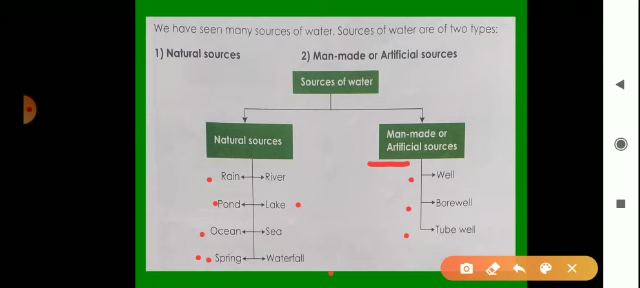 We have seen many sources of water. Sources of water are of two types:
1) Natural sources 2) Man-made or Artificial sources
Sources of water
Natural sources
Man-made or
Artificial sources
Rain River
Well
Pond Lake
Borewell
Ocean Sea
Tube well
Spring Waterfall